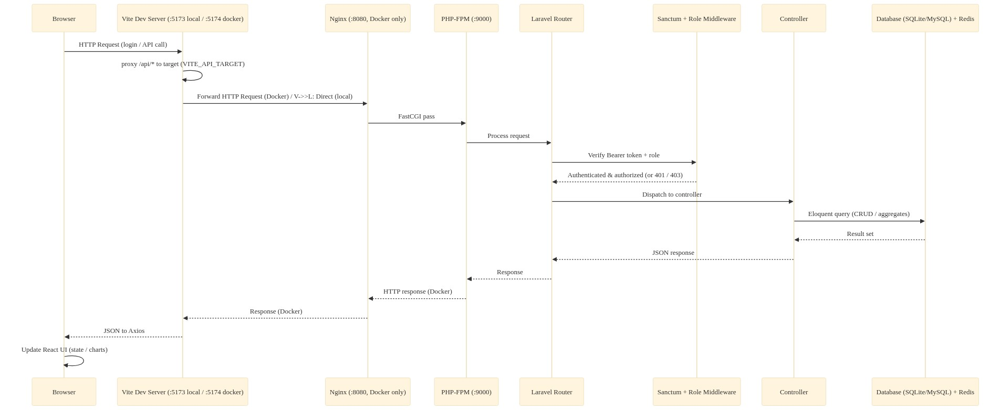 Browser
Vite Dev Server (:5173 local / :5174 docker)
Nginx (:8080, Docker only)
PHP-FPM (:9000)
Laravel Router
Sanctum + Role Middleware
Controller
Database (SQLite/MySQL) + Redis
HTTP Request (login / API call)
proxy /api/* to target (VITE_API_TARGET)
Forward HTTP Request (Docker) / V->>L: Direct (local)
FastCGI pass
Process request
Verify Bearer token + role
Authenticated & authorized (or 401 / 403)
Dispatch to controller
Eloquent query (CRUD / aggregates)
Result set
JSON response
Response
HTTP response (Docker)
Response (Docker)
JSON to Axios
Update React UI (state / charts)
Browser
Vite Dev Server (:5173 local / :5174 docker)
Nginx (:8080, Docker only)
PHP-FPM (:9000)
Laravel Router
Sanctum + Role Middleware
Controller
Database (SQLite/MySQL) + Redis